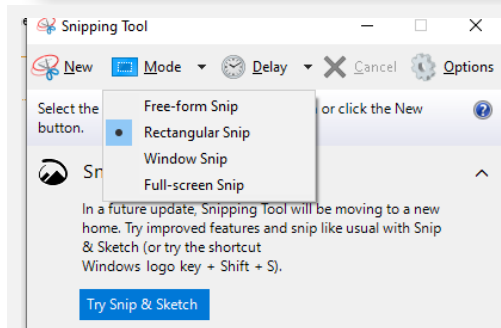 Snipping Tool
New Mode Delay Cancel Options
Select the or click the New
button.
Free-form Snip
Rectangular Snip
Window Snip
Full-screen Snip
Sn
In a future update, Snipping Tool will be moving to a new
home. Try improved features and snip like usual with Snip
& Sketch (or try the shortcut
Windows logo key + Shift + S).
Try Snip & Sketch